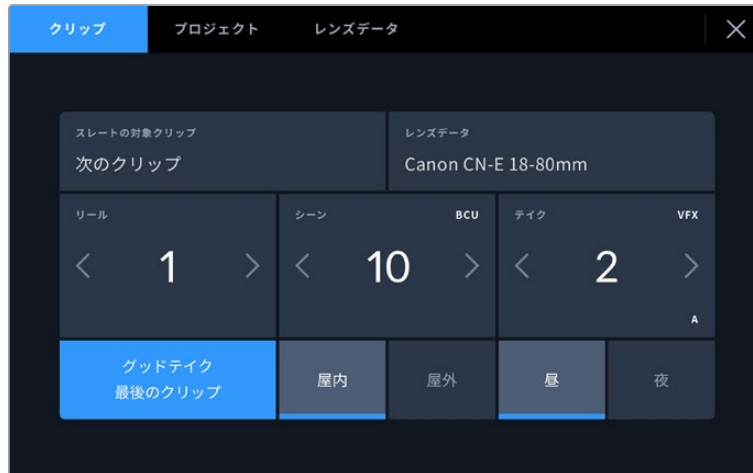 クリップ プロジェクト レンズデータ
スレートの対象クリップ レンズデータ
次のクリップ Canon CN-E 18-80mm
リール シーン BCU テイク VFX
1 10 2
A
グッドテイク
最後のクリップ
屋内 屋外 昼 夜